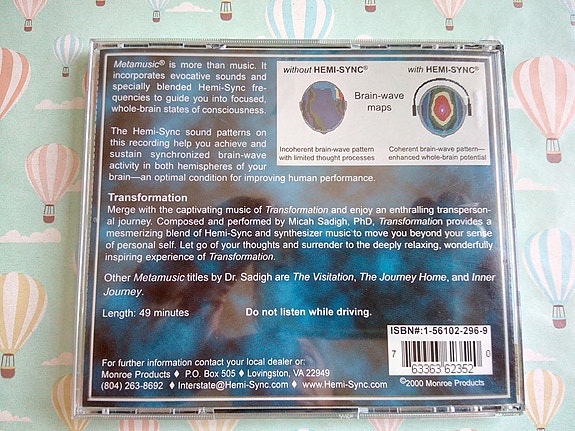 Metamusic® is more than music. It
incorporates evocative sounds and
specially blended Hemi-Sync fre-
quencies to guide you into focused,
whole-brain states of consciousness.
The Hemi-Sync sound patterns on
this recording help you achieve and
sustain synchronized brain-wave
activity in both hemispheres of your
brain—an optimal condition for improving human performance.
without HEMI-SYNC®
with HEMI-SYNC®
Brain-wave
maps
Incoherent brain-wave pattern
with limited thought processes
Coherent brain-wave pattern—
enhanced whole-brain potential
Transformation
Merge with the captivating music of Transformation and enjoy an enthralling transperson-
al journey. Composed and performed by Micah Sadigh, PhD, Transformation provides a
mesmerizing blend of Hemi-Sync and synthesizer music to move you beyond your sense
of personal self. Let go of your thoughts and surrender to the deeply relaxing, wonderfully
inspiring experience of Transformation.
Other Metamusic titles by Dr. Sadigh are The Visitation, The Journey Home, and Inner
Journey.
Length: 49 minutes
Do not listen while driving.
ISBN#:1-56102-296-9
7 63363 62352 0
For further information contact your local dealer or:
Monroe Products ♦ P.O. Box 505 ♦ Lovingston, VA 22949
(804) 263-8692 ♦ Interstate@Hemi-Sync.com ♦ www.Hemi-Sync.com
©2000 Monroe Products